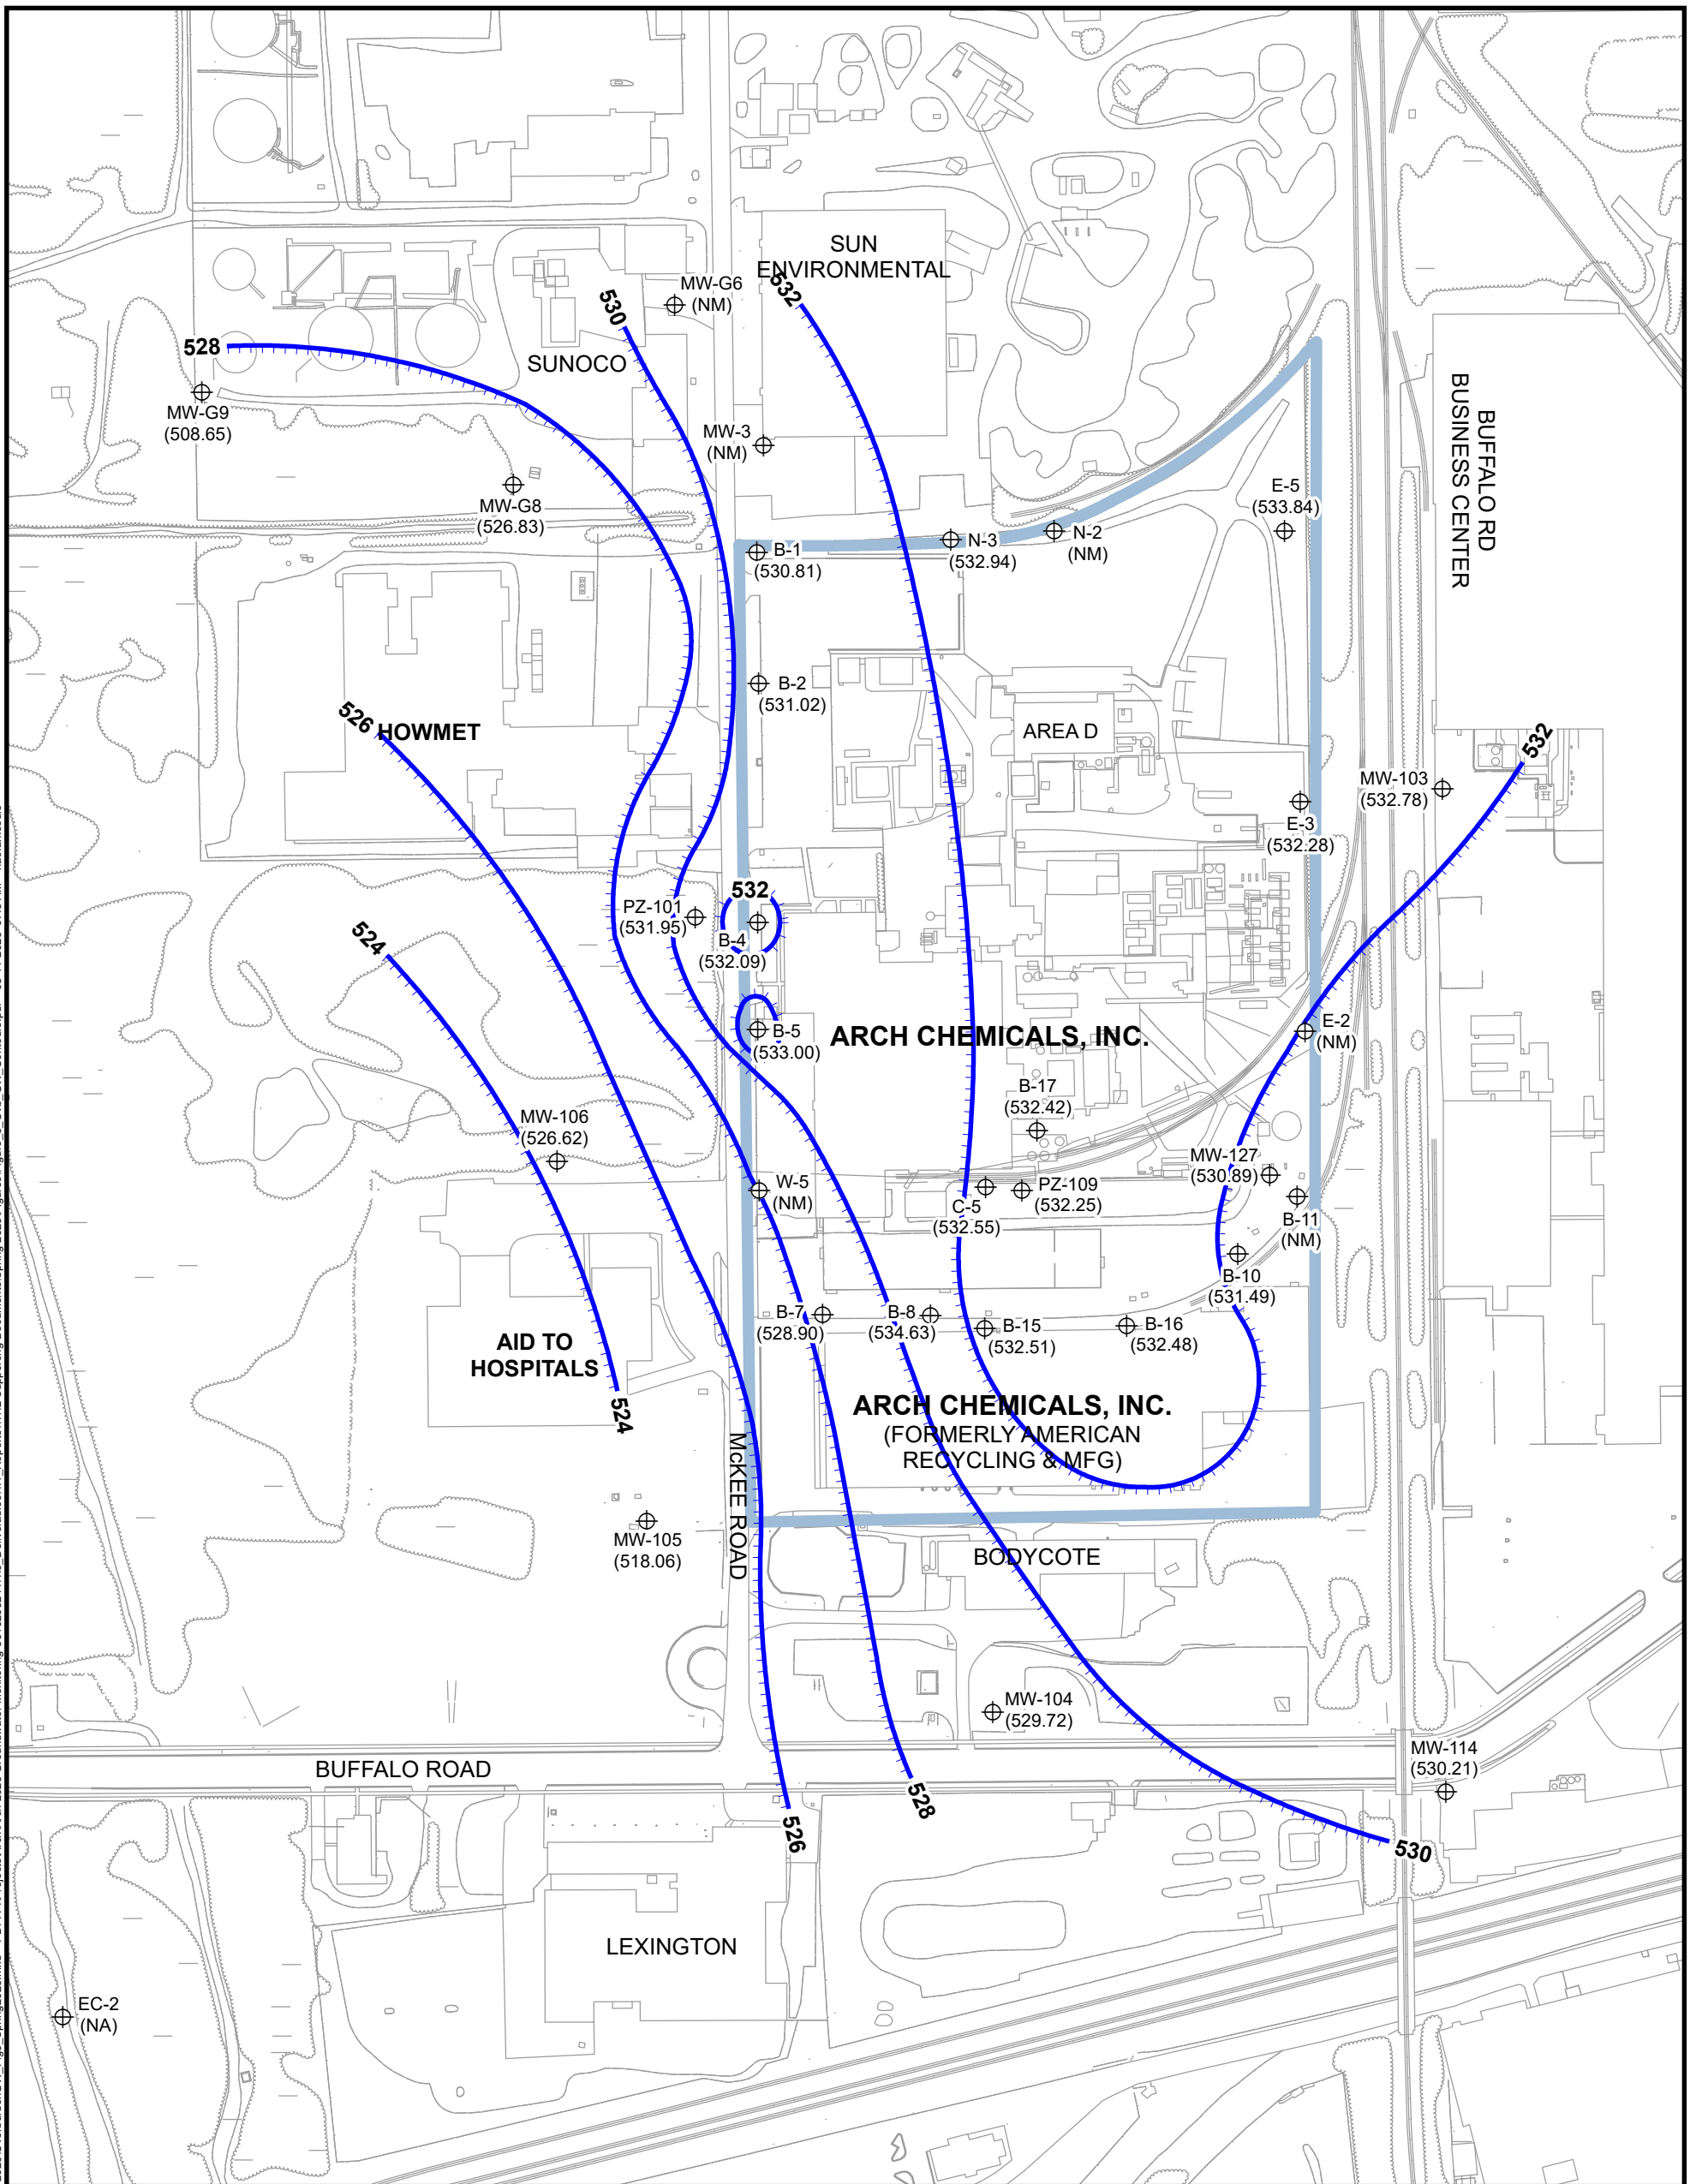 SUN
ENVIRONMENTAL
532
MW-G6
(NM)
530
528
SUNOCO
MW-G9
(508.65)
MW-3
(NM)
MW-G8
(526.83)
BUFFALO RD
BUSINESS CENTER
E-5
(533.84)
B-1
(530.81)
N-3
(532.94)
N-2
(NM)
B-2
(531.02)
526
HOWMET
AREA D
532
MW-103
(532.78)
E-3
(532.28)
532
PZ-101
(531.95)
B-4
(532.09)
524
B-5
(533.00)
ARCH CHEMICALS, INC.
E-2
(NM)
B-17
(532.42)
MW-106
(526.62)
MW-127
(530.89)
W-5
(NM)
C-5
(532.55)
PZ-109
(532.25)
B-11
(NM)
B-10
(531.49)
B-7
(528.90)
B-8
(534.63)
B-15
(532.51)
B-16
(532.48)
AID TO
HOSPITALS
524
ARCH CHEMICALS, INC.
(FORMERLY AMERICAN
RECYCLING & MFG)
McKEE ROAD
MW-105
(518.06)
BODYCOTE
MW-104
(529.72)
BUFFALO ROAD
MW-114
(530.21)
528
526
530
LEXINGTON
EC-2
(NA)